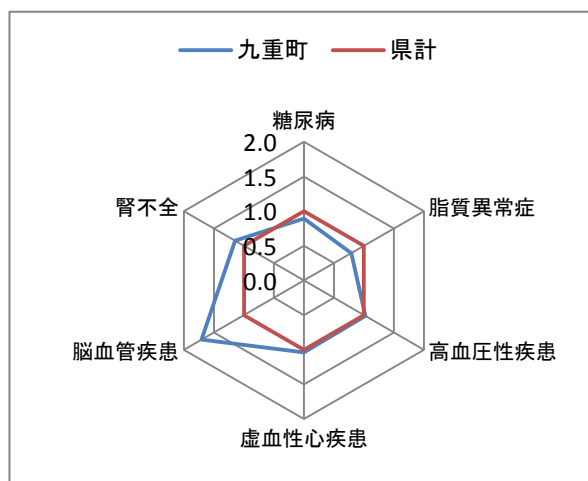 九重町 県計
糖尿病
2.0
1.5
1.0
0.5
0.0
腎不全
脂質異常症
脳血管疾患
高血圧性疾患
虚血性心疾患